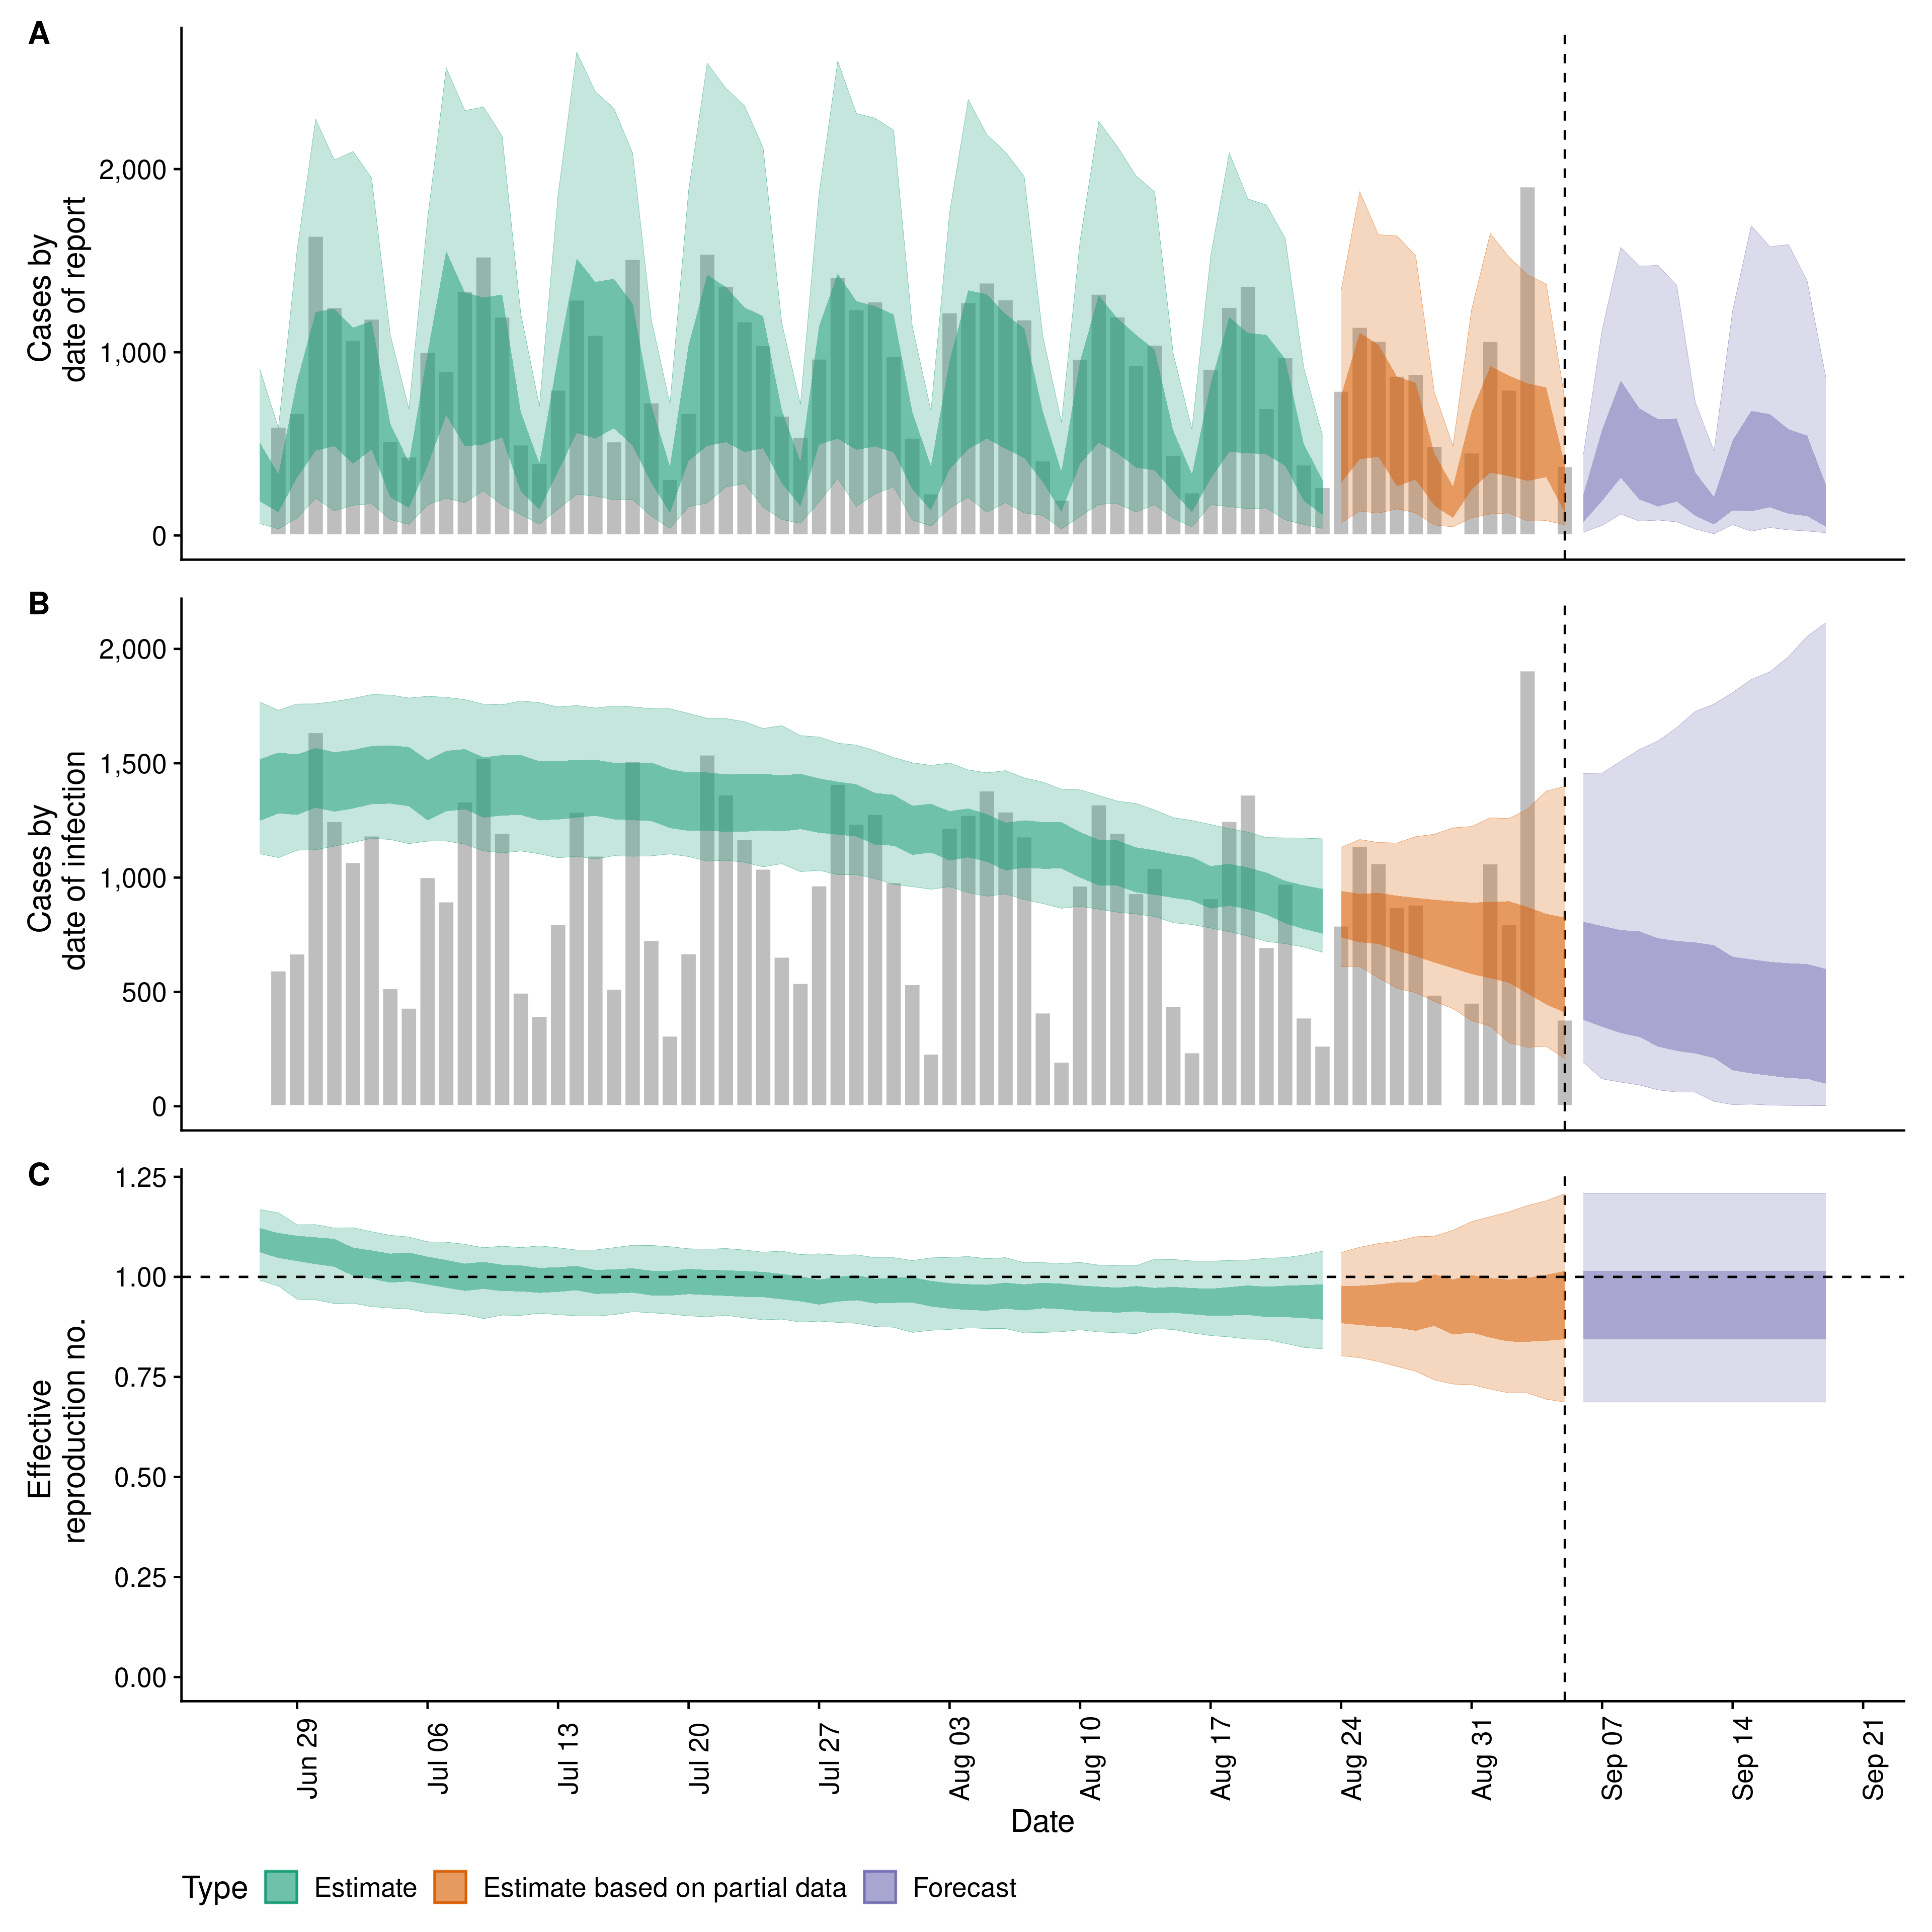 A
Cases by
date of report
2,000
1,000
0
B
Cases by
date of infection
2,000
1,500
1,000
500
0
C
Effective
reproduction no.
1.25
1.00
0.75
0.50
0.25
0.00
Jun 29
Jul 06
Jul 13
Jul 20
Jul 27
Aug 03
Aug 10
Aug 17
Aug 24
Aug 31
Sep 07
Sep 14
Sep 21
Date
Type
Estimate
Estimate based on partial data
Forecast